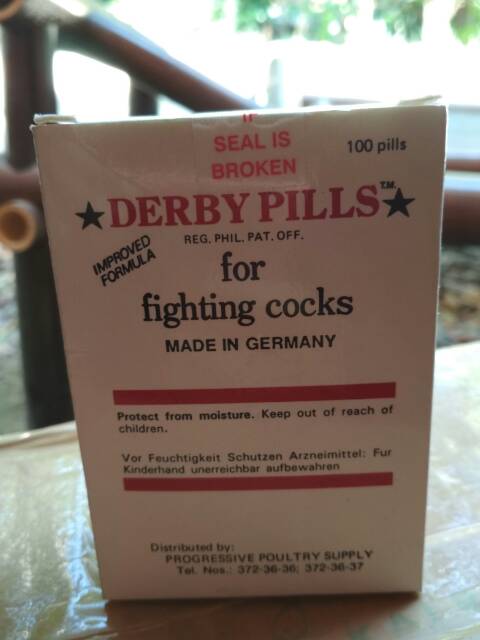 IF
SEAL IS
BROKEN
100 pills
★DERBY PILLS™★
REG. PHIL. PAT. OFF.
IMPROVED
FORMULA
for
fighting cocks
MADE IN GERMANY
Protect from moisture. Keep out of reach of
children.
Vor Feuchtigkeit Schutzen Arzneimittel: Fur
Kinderhand unerreichbar aufbewahren
Distributed by:
PROGRESSIVE POULTRY SUPPLY
Tel. Nos.: 372-36-36; 372-36-37